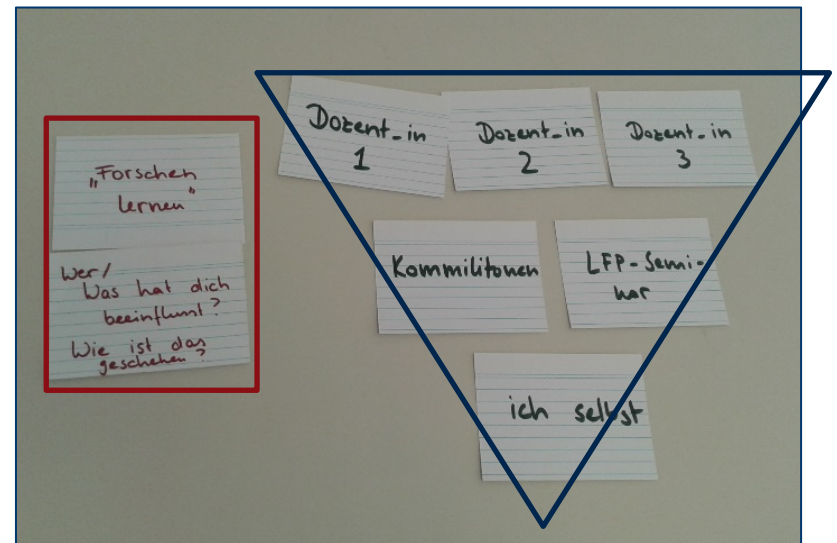 „Forschen
lernen"
Wer/
Was hat dich
beeinflusst?
Wie ist das
geschehen?
Dozent_in
1
Dozent_in
2
Dozent_in
3
Kommilitonen
LFP-Semi-
nar
ich selbst